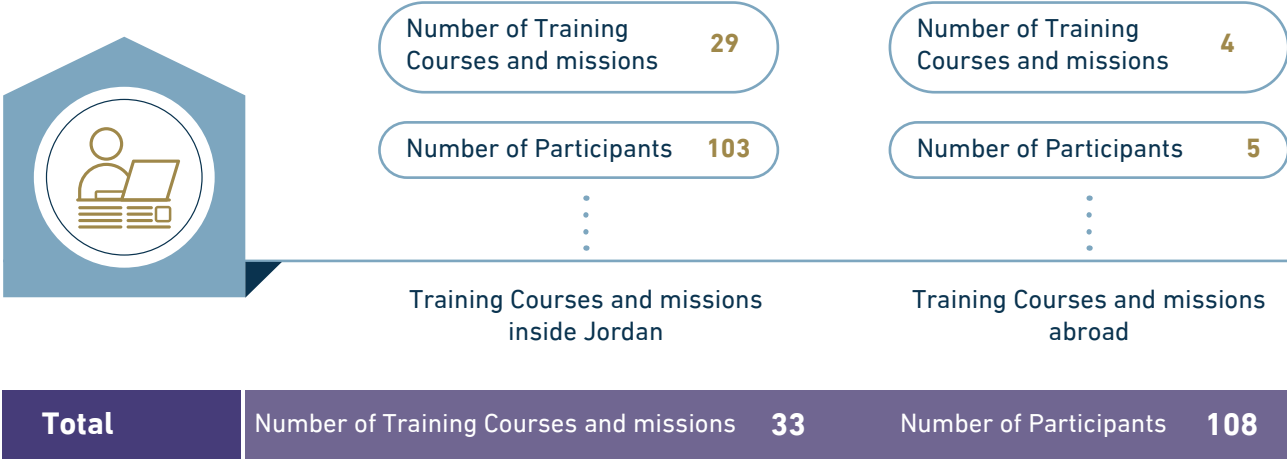 Number of Training
Courses and missions
29
Number of Participants 103
Training Courses and missions
inside Jordan
Number of Training
Courses and missions
4
Number of Participants 5
Training Courses and missions
abroad
Total Number of Training Courses and missions 33 Number of Participants 108